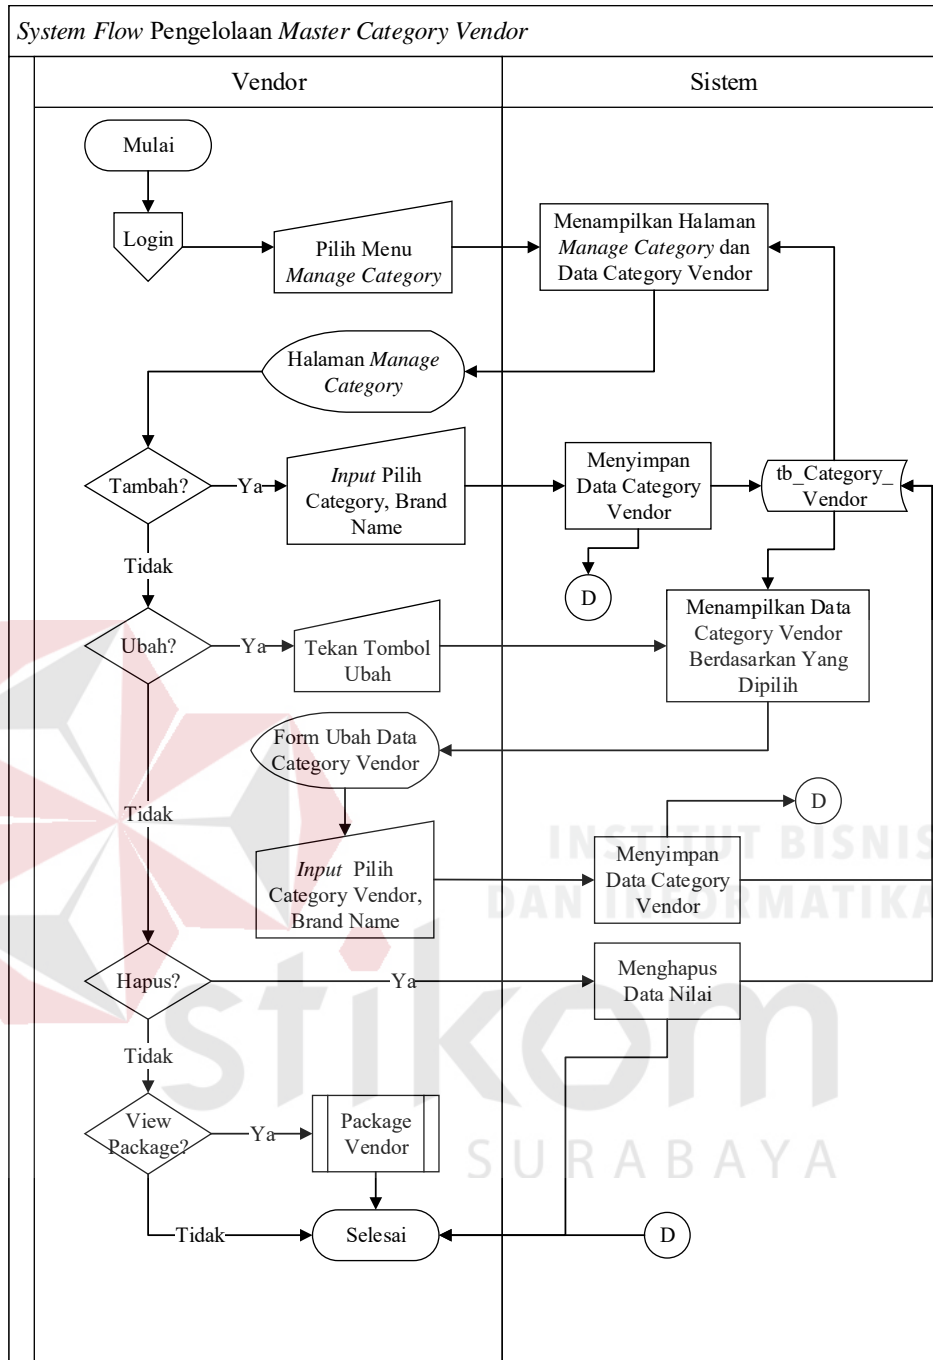 System Flow Pengelolaan Master Category Vendor
Vendor
Sistem
Mulai
Login
Pilih Menu
Manage Category
Menampilkan Halaman
Manage Category dan
Data Category Vendor
Halaman Manage
Category
Tambah?
Ya
Input Pilih
Category, Brand
Name
Menyimpan
Data Category
Vendor
tb_Category_
Vendor
Tidak
D
Ubah?
Ya
Tekan Tombol
Ubah
Menampilkan Data
Category Vendor
Berdasarkan Yang
Dipilih
Form Ubah Data
Category Vendor
Tidak
D
Input Pilih
Category Vendor,
Brand Name
Menyimpan
Data Category
Vendor
INSTITUT BISNIS
DAN INFORMATIKA
Hapus?
Ya
Menghapus
Data Nilai
stikom
Tidak
View
Package?
Ya
Package
Vendor
SURABAYA
Tidak
Selesai
D